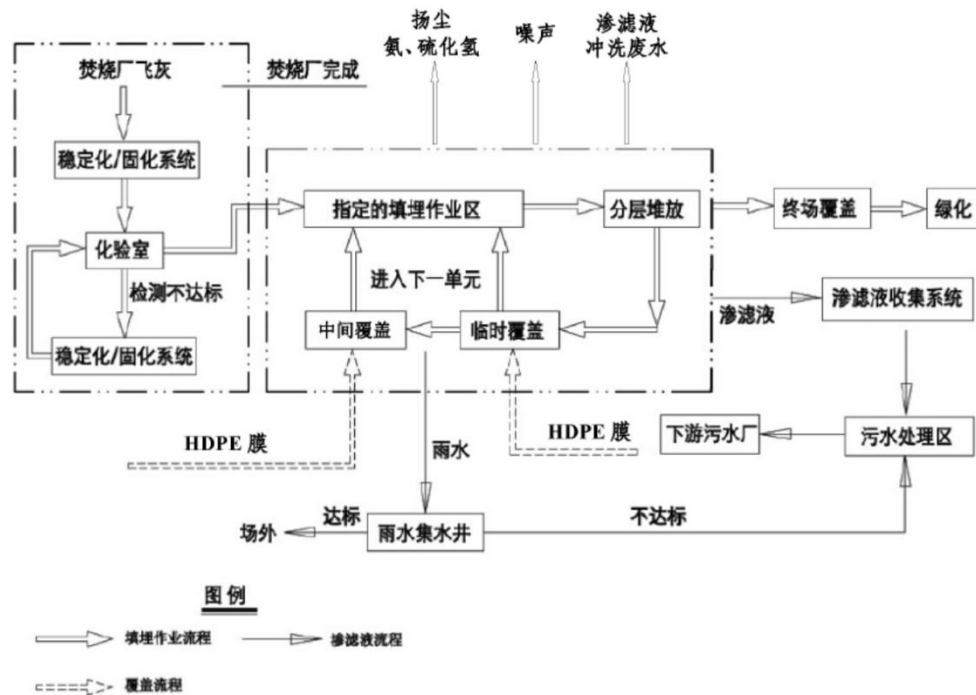 扬尘
氨、硫化氢
噪声
渗滤液
冲洗废水
焚烧厂飞灰
焚烧厂完成
稳定化/固化系统
指定的填埋作业区
分层堆放
终场覆盖
绿化
化验室
检测不达标
进入下一单元
渗滤液
渗滤液收集系统
稳定化/固化系统
中间覆盖
临时覆盖
HDPE 膜
雨水
HDPE 膜
下游污水厂
污水处理区
场外
达标
雨水集水井
不达标
图 例
填埋作业流程
渗滤液流程
覆盖流程